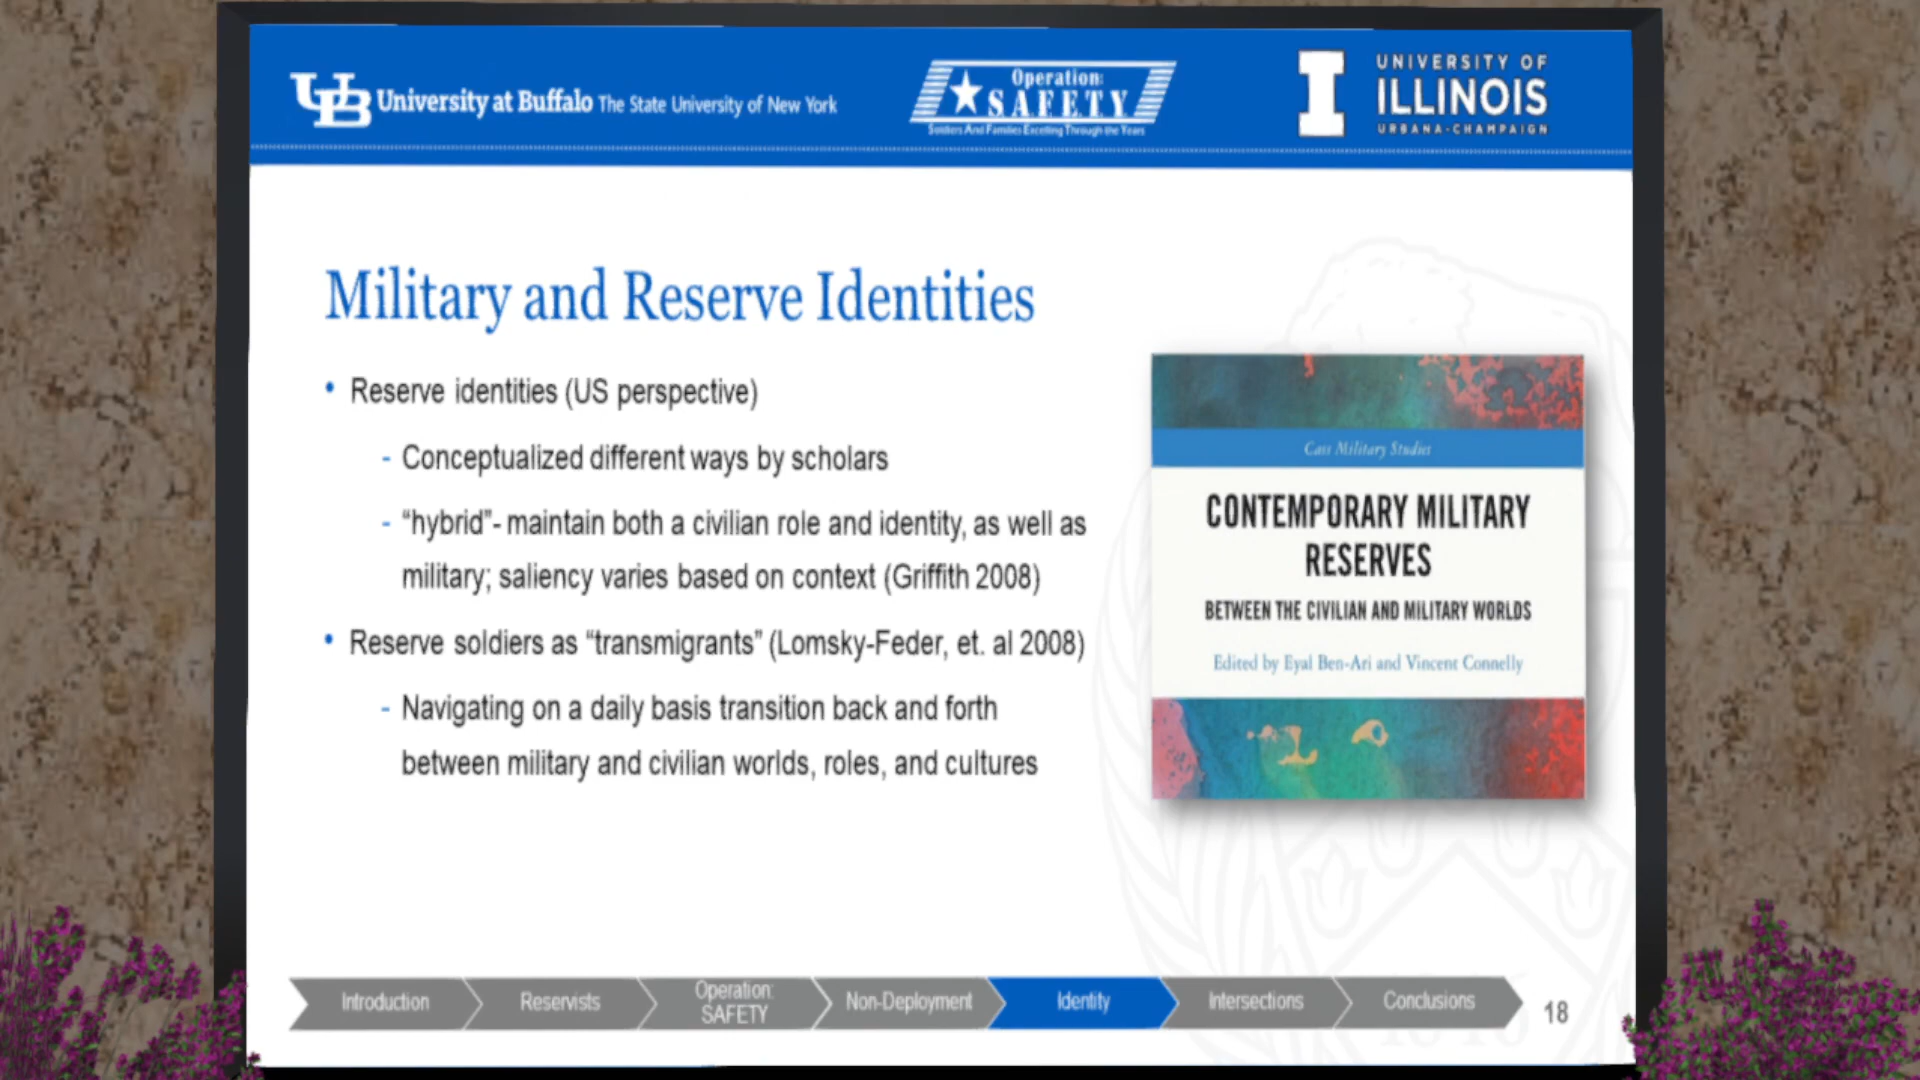 UB University at Buffalo The State University of New York
Operation:
SAFETY
Soldiers And Families Excelling Through the Years
I
UNIVERSITY OF
ILLINOIS
URBANA-CHAMPAIGN
Military and Reserve Identities
• Reserve identities (US perspective)
- Conceptualized different ways by scholars
- “hybrid”- maintain both a civilian role and identity, as well as
military; saliency varies based on context (Griffith 2008)
• Reserve soldiers as “transmigrants” (Lomsky-Feder, et. al 2008)
- Navigating on a daily basis transition back and forth
between military and civilian worlds, roles, and cultures
Cass Military Studies
CONTEMPORARY MILITARY
RESERVES
BETWEEN THE CIVILIAN AND MILITARY WORLDS
Edited by Eyal Ben-Ari and Vincent Connelly
Introduction
Reservists
Operation:
SAFETY
Non-Deployment
Identity
Intersections
Conclusions
18